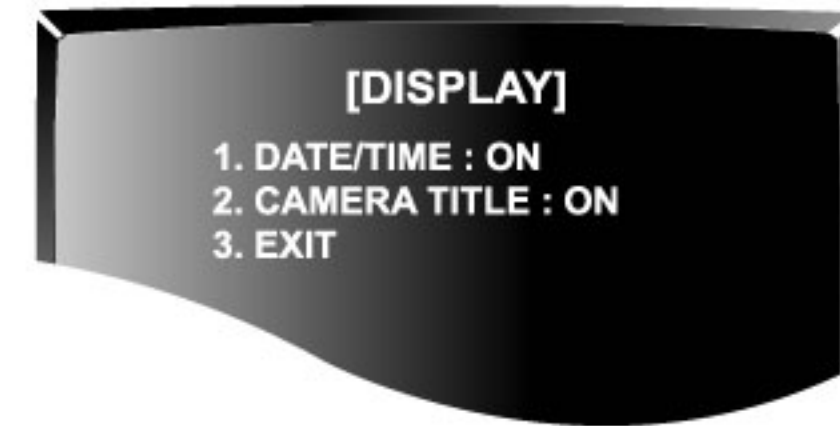 [DISPLAY]
1. DATE/TIME : ON
2. CAMERA TITLE : ON
3. EXIT